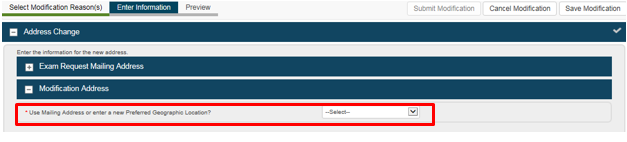 Select Modification Reason(s) Enter Information Preview Submit Modification Cancel Modification Save Modification
Address Change
Enter the information for the new address.
Exam Request Mailing Address
Modification Address
* Use Mailing Address or enter a new Preferred Geographic Location? --Select--